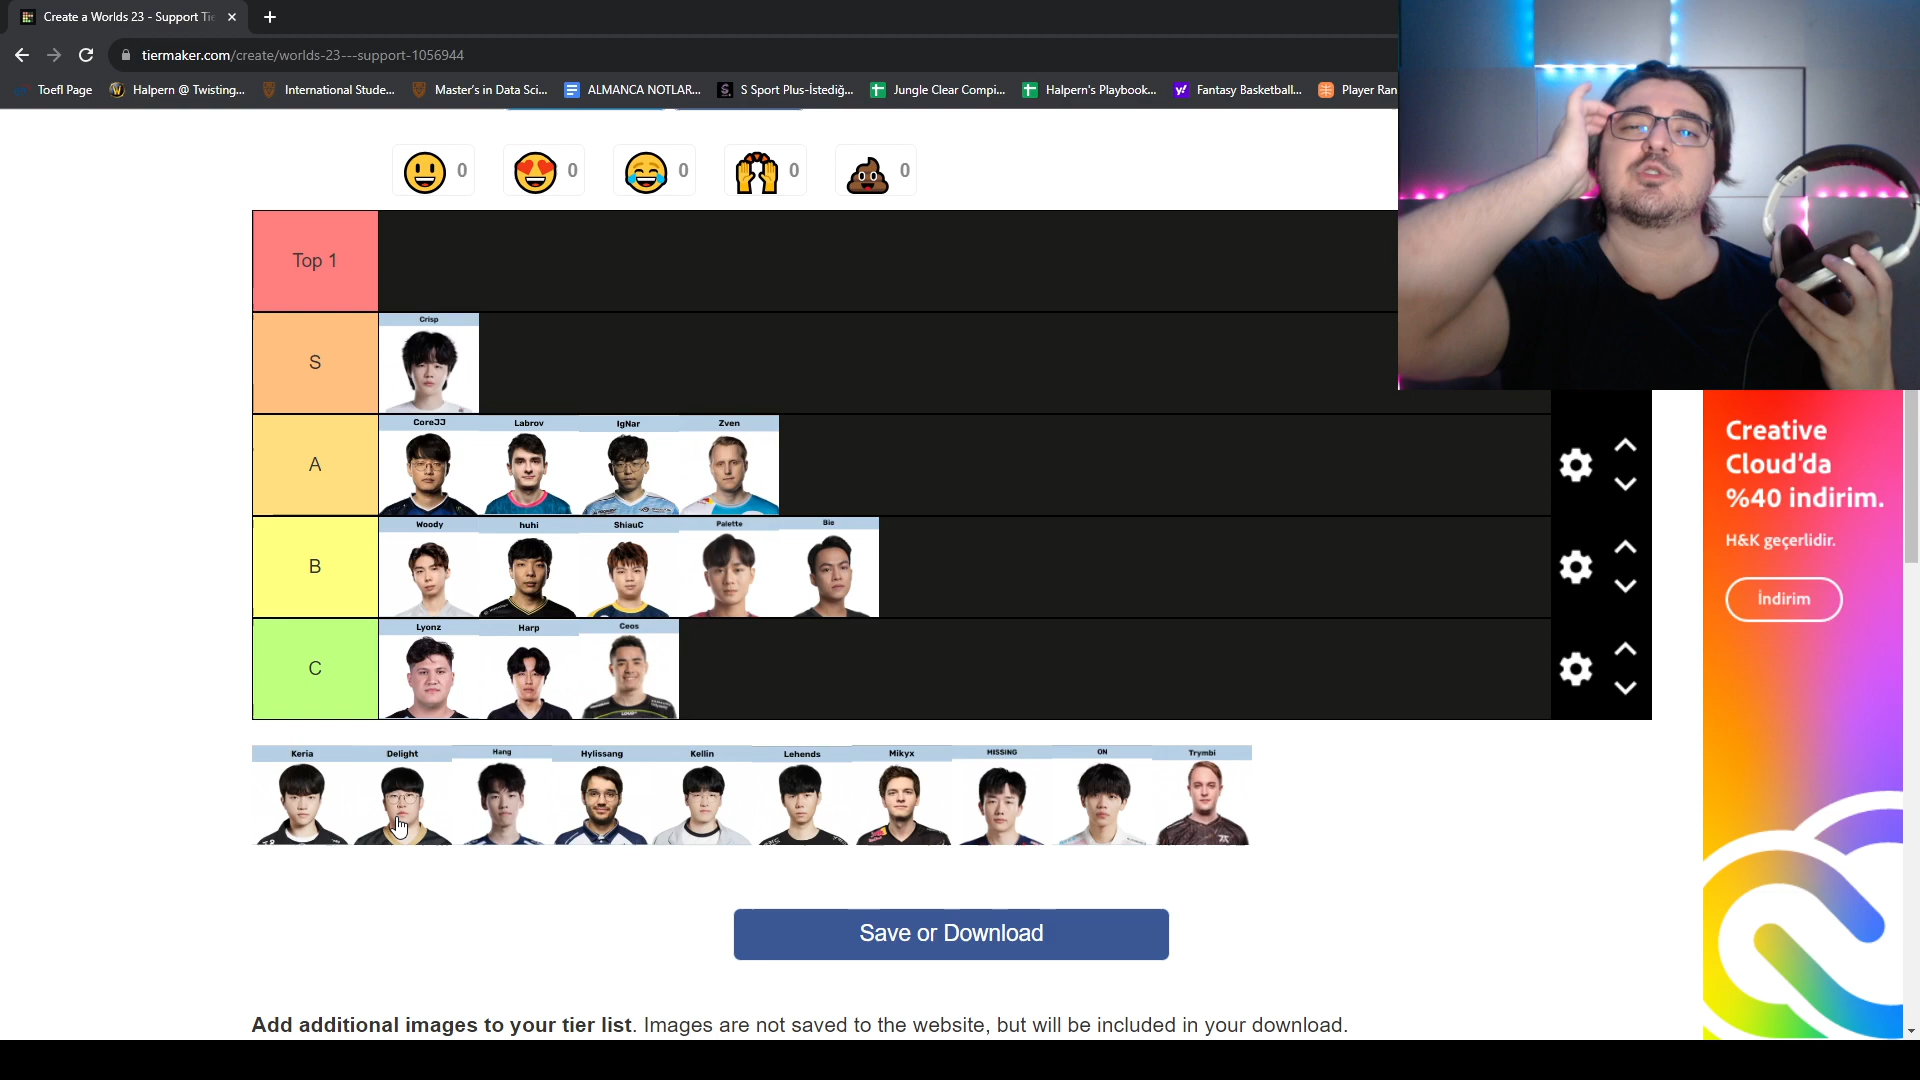 Create a Worlds 23 - Support Tie
tiermaker.com/create/worlds-23---support-1056944
Toefl Page
Halpern @ Twisting...
International Stude...
Master's in Data Sci...
ALMANCA NOTLAR...
S Sport Plus-İstediğ...
Jungle Clear Compi...
Halpern's Playbook...
Fantasy Basketball...
Player Ran
0 0 0 0 0
Top 1
S
Crisp
A
CoreJJ Labrov IgNar Zven
B
Woody huhi ShiauC Palette Bie
C
Lyonz Harp Ceos
Keria Delight Hang Hylissang Kellin Lehends Mikyx MISSING ON Trymbi
Save or Download
Add additional images to your tier list. Images are not saved to the website, but will be included in your download.
Creative
Cloud'da
%40 indirim.
H&K geçerlidir.
İndirim